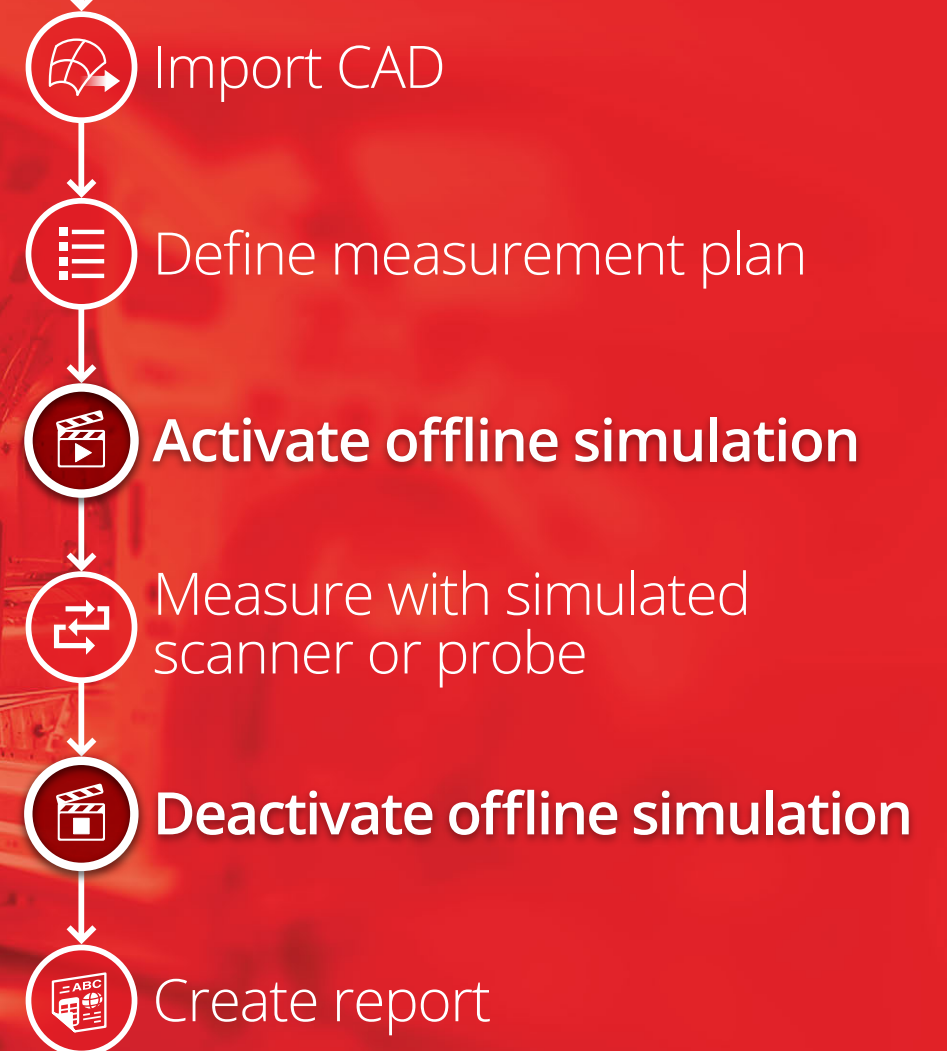 Import CAD
Define measurement plan
Activate offline simulation
Measure with simulated
scanner or probe
Deactivate offline simulation
ABC
Create report